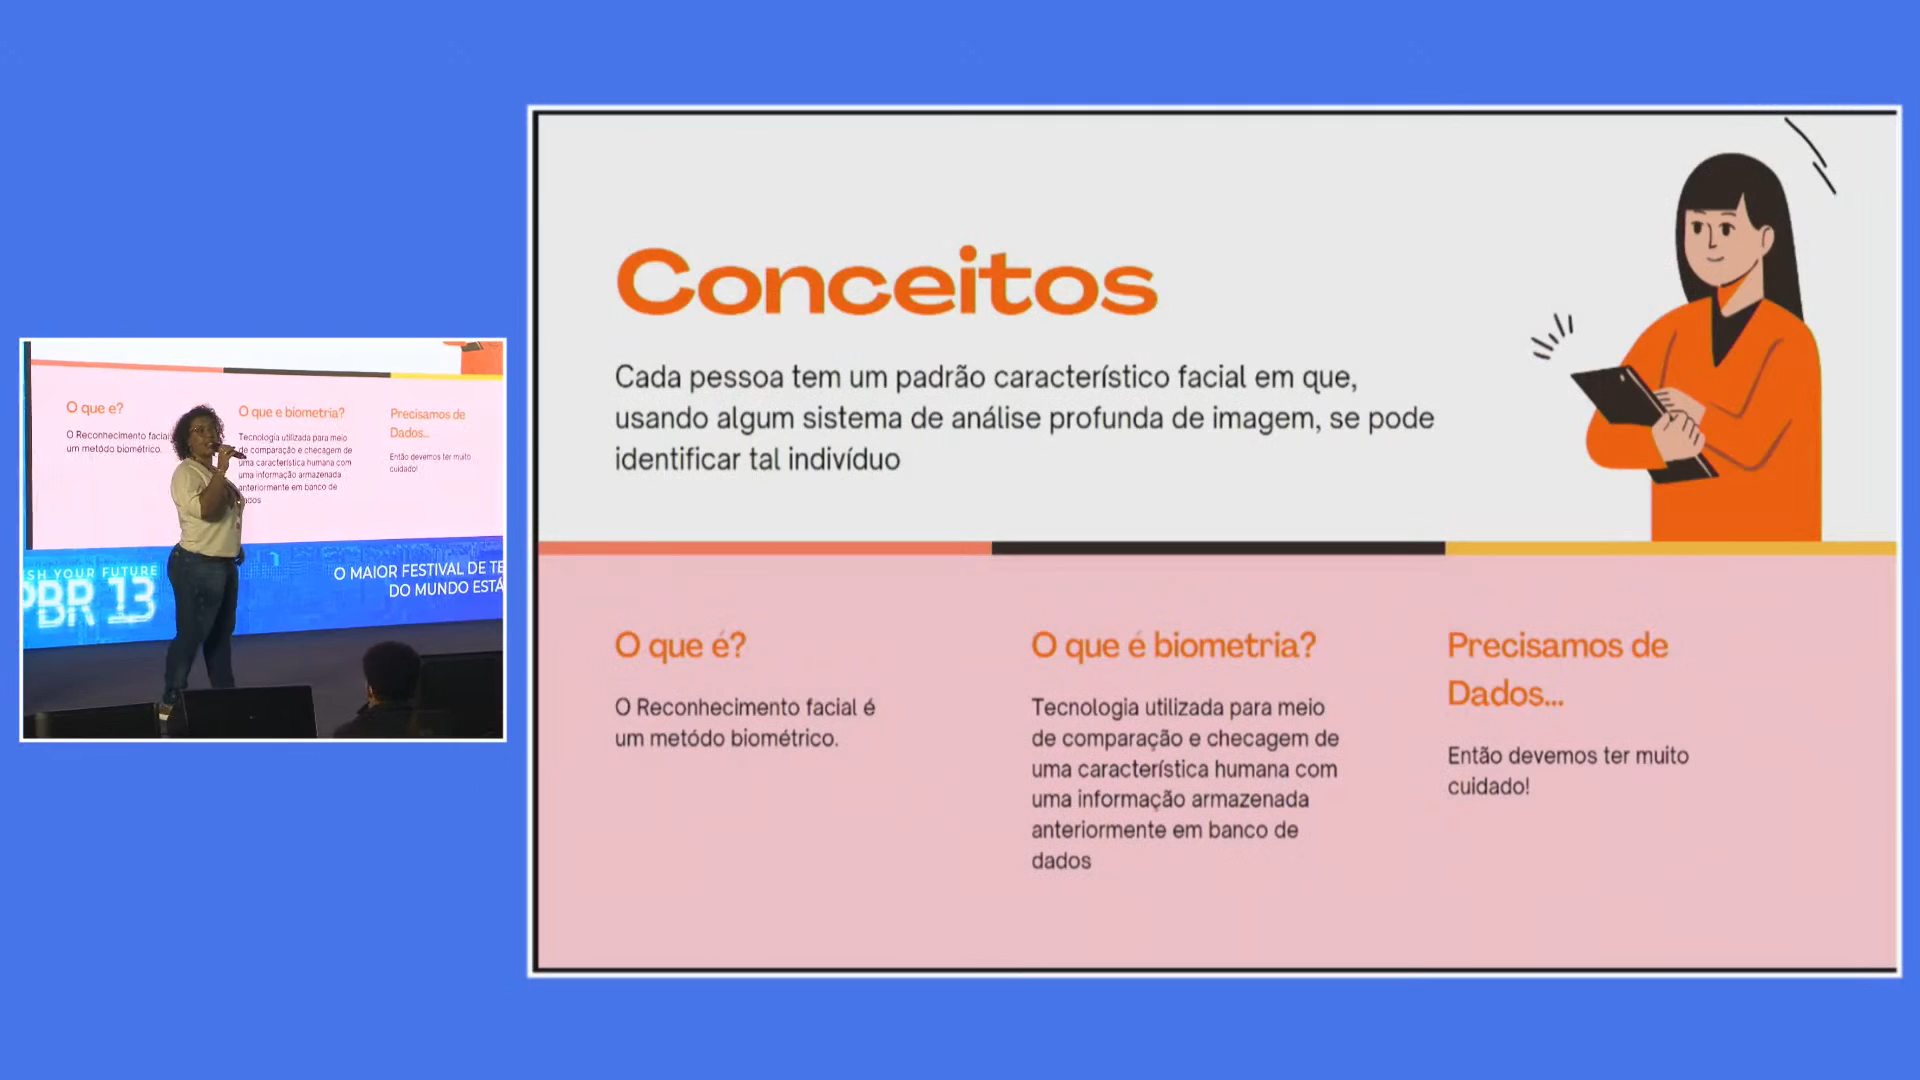 Conceitos
Cada pessoa tem um padrão característico facial em que,
usando algum sistema de análise profunda de imagem, se pode
identificar tal indivíduo
O que é?
O Reconhecimento facial é
um metódo biométrico.
O que é biometria?
Tecnologia utilizada para meio
de comparação e checagem de
uma característica humana com
uma informação armazenada
anteriormente em banco de
dados
Precisamos de
Dados...
Então devemos ter muito
cuidado!
O que é?
O Reconhecimento facial
um metódo biométrico.
O que e biometria?
Tecnologia utilizada para meio
de comparação e checagem de
uma característica humana com
uma informação armazenada
anteriormente em banco de
dados
Precisamos de
Dados...
Então devemos ter muito
cuidado!
SH YOUR FUTURE
PBR 13
O MAIOR FESTIVAL DE TE
DO MUNDO ESTÁ